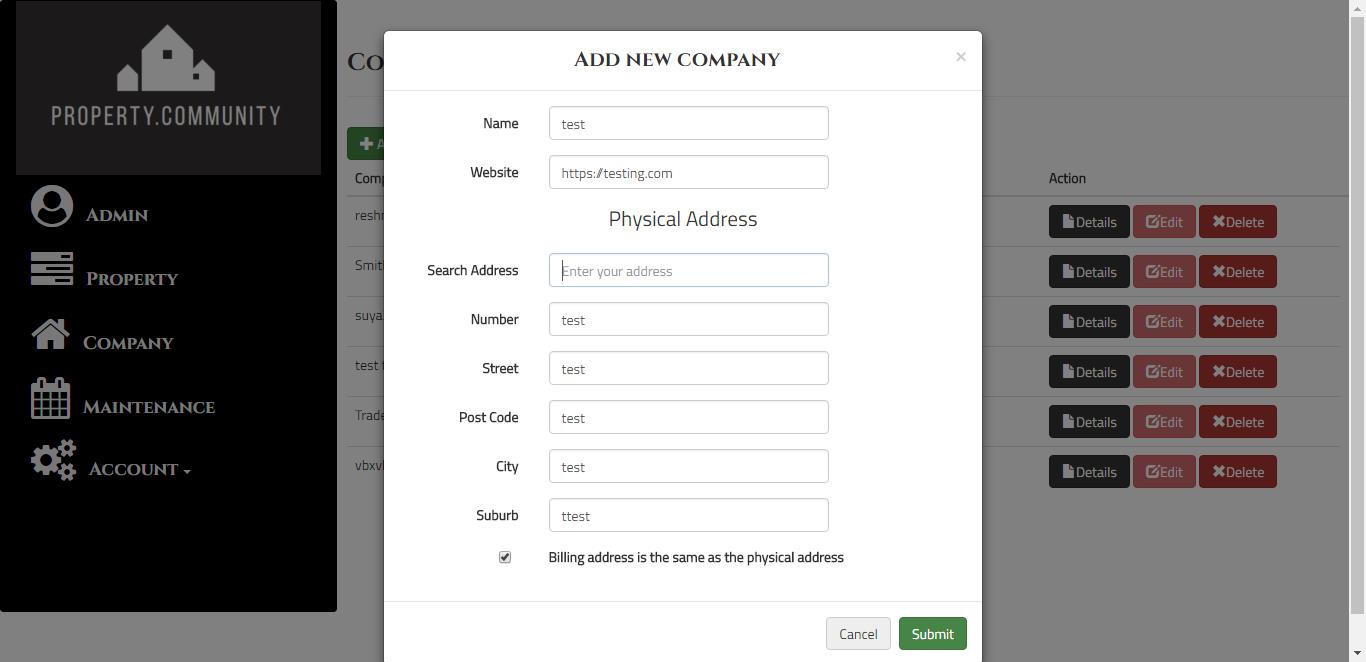 PROPERTY.COMMUNITY
Admin
Property
Company
Maintenance
Account
Co
Add new company
×
Name
test
Website
https://testing.com
Physical Address
Search Address
Enter your address
Number
test
Street
test
Post Code
test
City
test
Suburb
ttest
Billing address is the same as the physical address
Cancel
Submit
A
Comp
Action
resh
Details Edit Delete
Smit
Details Edit Delete
suya
Details Edit Delete
test
Details Edit Delete
Trade
Details Edit Delete
vbxv
Details Edit Delete